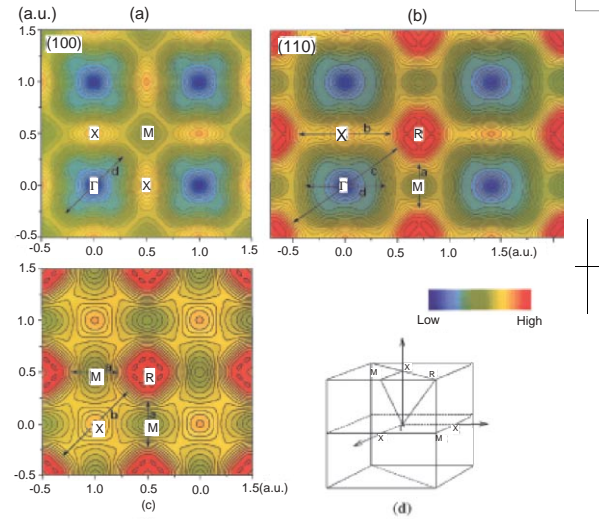 (a.u.) (a) (b)
(100)
1.5
1.0
0.5
0.0
-0.5
X M
d
Γ X
-0.5 0.0 0.5 1.0 1.5
(110)
X b R
c
a
Γ d M
0.0 0.5 1.0 1.5(a.u.)
1.5
1.0
0.5
0.0
-0.5
M a R
b
a
X M
-0.5 1.0 0.5 0.0 1.5(a.u.)
(c)
Low High
M X R
X
X M
(d)